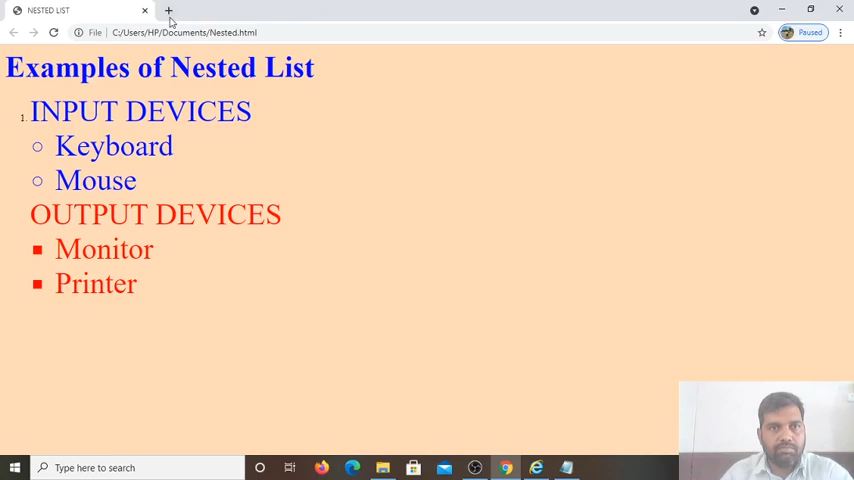 NESTED LIST
File
C:/Users/HP/Documents/Nested.html
Paused
Examples of Nested List
1. INPUT DEVICES
Keyboard
Mouse
OUTPUT DEVICES
Monitor
Printer
Type here to search